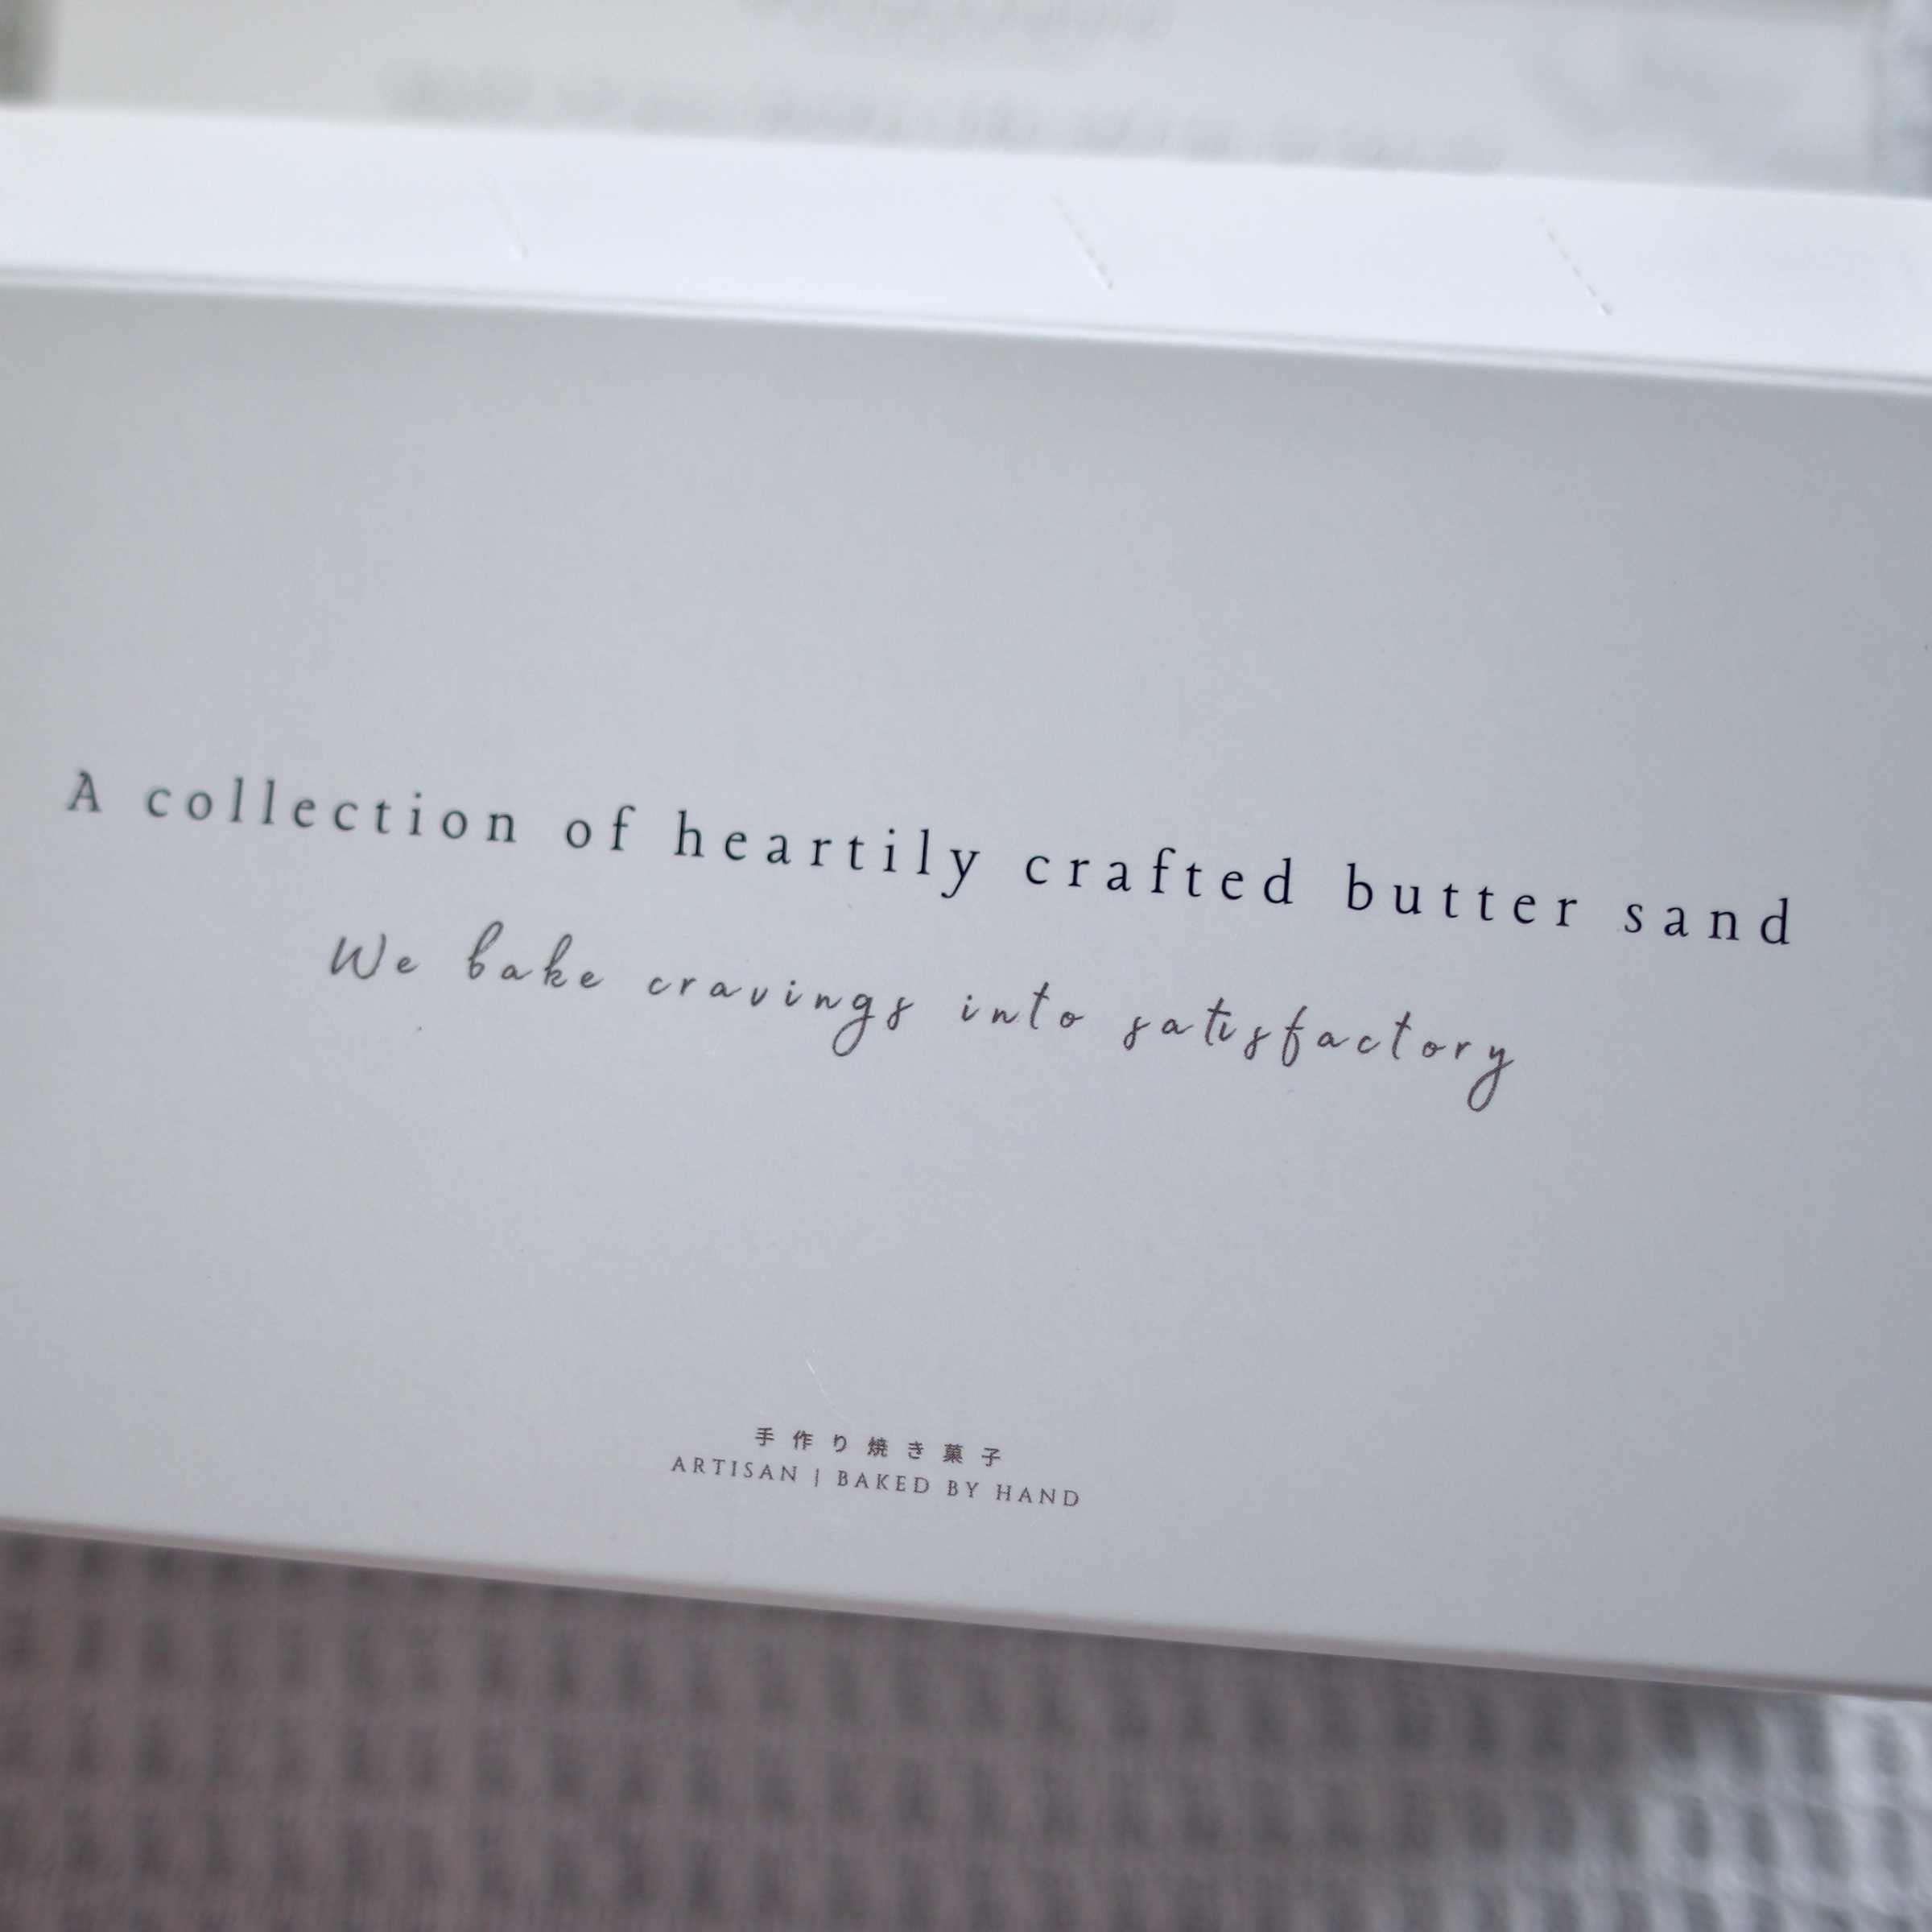 A collection of heartily crafted butter sand
We bake cravings into satisfactory
手作り焼き菓子
ARTISAN | BAKED BY HAND